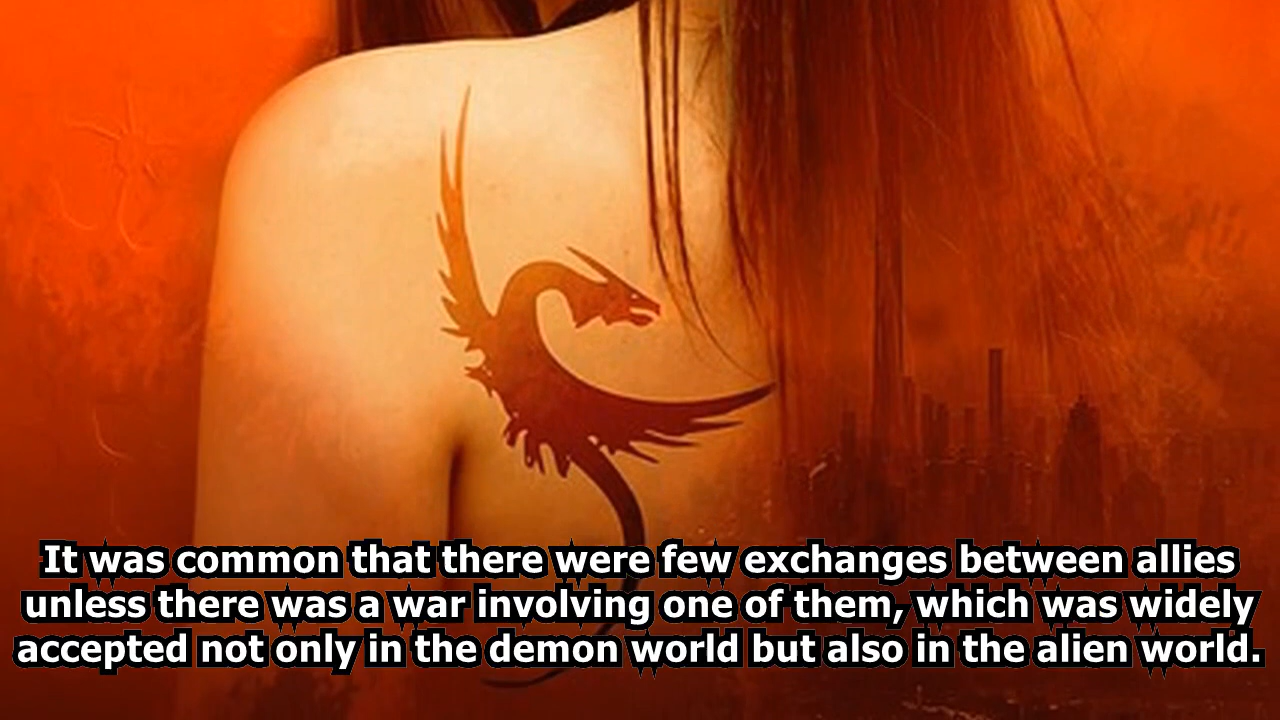 It was common that there were few exchanges between allies
unless there was a war involving one of them, which was widely
accepted not only in the demon world but also in the alien world.